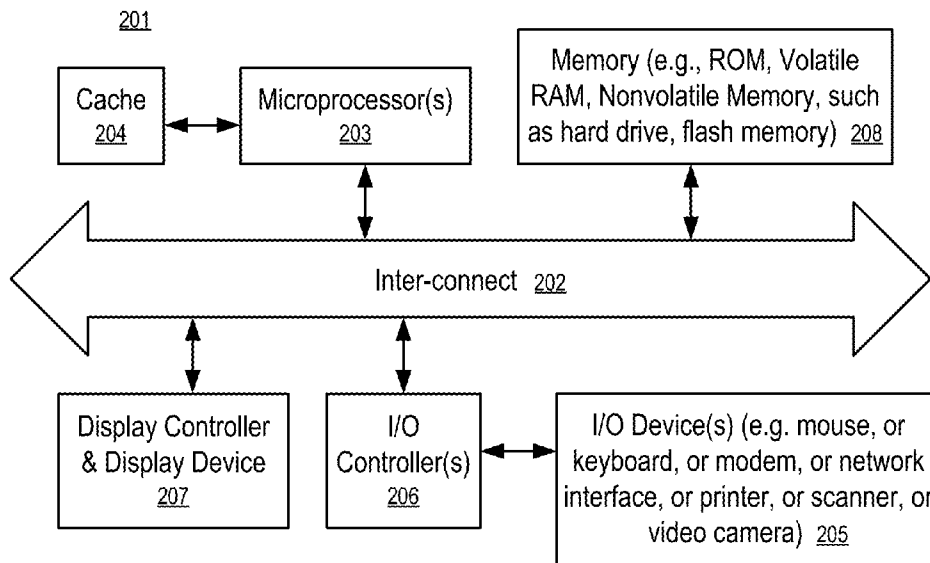 201
Cache
204
Microprocessor(s)
203
Memory (e.g., ROM, Volatile
RAM, Nonvolatile Memory, such
as hard drive, flash memory) 208
Inter-connect 202
Display Controller
& Display Device
207
I/O
Controller(s)
206
I/O Device(s) (e.g. mouse, or
keyboard, or modem, or network
interface, or printer, or scanner, or
video camera) 205